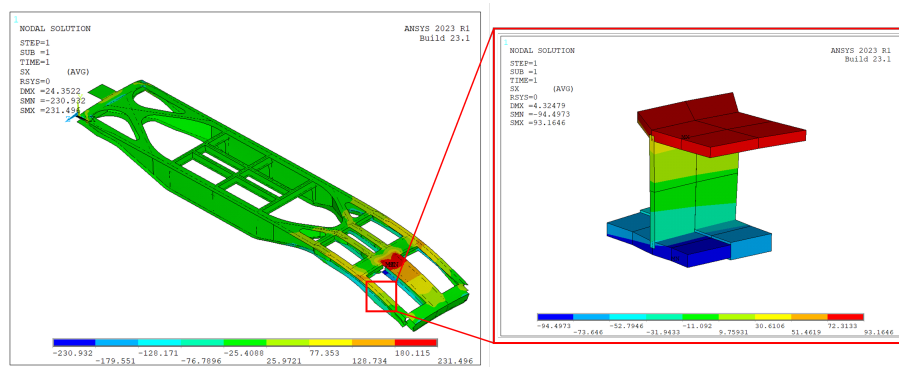 1
NODAL SOLUTION
STEP=1
SUB =1
TIME=1
SX (AVG)
RSYS=0
DMX =24.3522
SMN =-230.932
SMX =231.496
ANSYS 2023 R1
Build 23.1
-230.932 -128.171 -25.4088 77.353 180.115
-179.551 -76.7896 25.9721 128.734 231.496
1
NODAL SOLUTION
STEP=1
SUB =1
TIME=1
SX (AVG)
RSYS=0
DMX =4.32479
SMN =-94.4973
SMX =93.1646
ANSYS 2023 R1
Build 23.1
-94.4973 -52.7946 -11.092 30.6106 72.3133
-73.646 -31.9433 9.75931 51.4619 93.1646